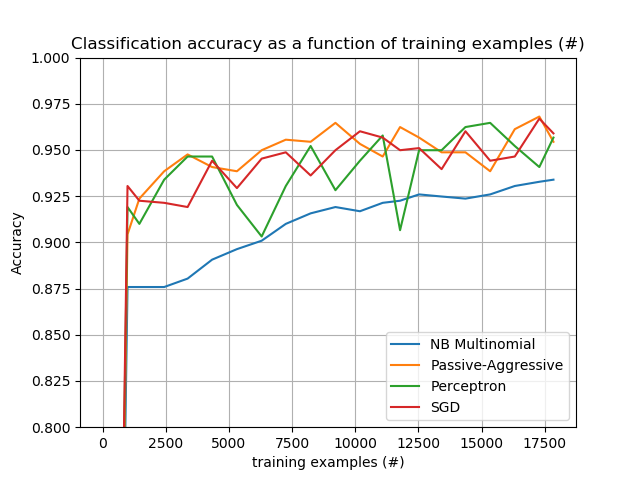 Classification accuracy as a function of training examples (#)
1.000
0.975
0.950
0.925
0.900
0.875
0.850
0.825
0.800
Accuracy
0
2500
5000
7500
10000
12500
15000
17500
training examples (#)
NB Multinomial
Passive-Aggressive
Perceptron
SGD